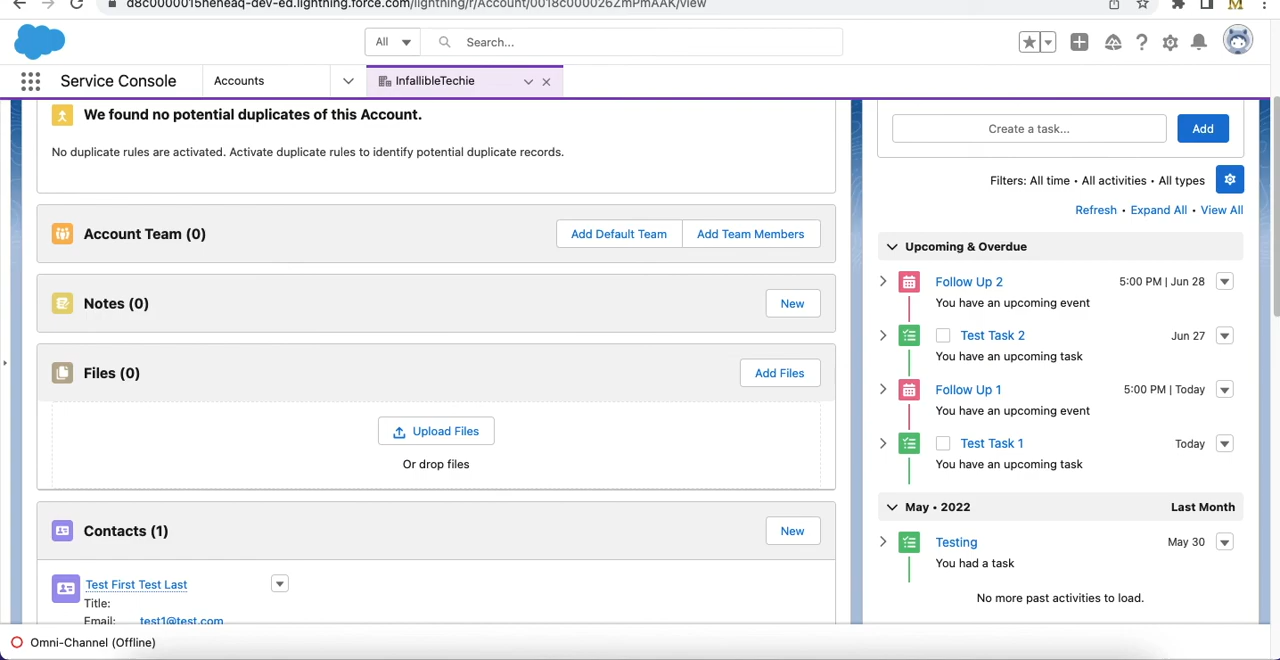 d8c0000015heheaq-dev-ed.lightning.force.com/lightning/r/Account/0018c000026ZmPmAAK/view
All
Search...
Service Console
Accounts
InfallibleTechie
We found no potential duplicates of this Account.
No duplicate rules are activated. Activate duplicate rules to identify potential duplicate records.
Account Team (0)
Add Default Team
Add Team Members
Notes (0)
New
Files (0)
Add Files
Upload Files
Or drop files
Contacts (1)
New
Test First Test Last
Title:
Email: test1@test.com
Create a task...
Add
Filters: All time • All activities • All types
Refresh • Expand All • View All
Upcoming & Overdue
Follow Up 2
5:00 PM | Jun 28
You have an upcoming event
Test Task 2
Jun 27
You have an upcoming task
Follow Up 1
5:00 PM | Today
You have an upcoming event
Test Task 1
Today
You have an upcoming task
May • 2022
Last Month
Testing
May 30
You had a task
No more past activities to load.
Omni-Channel (Offline)